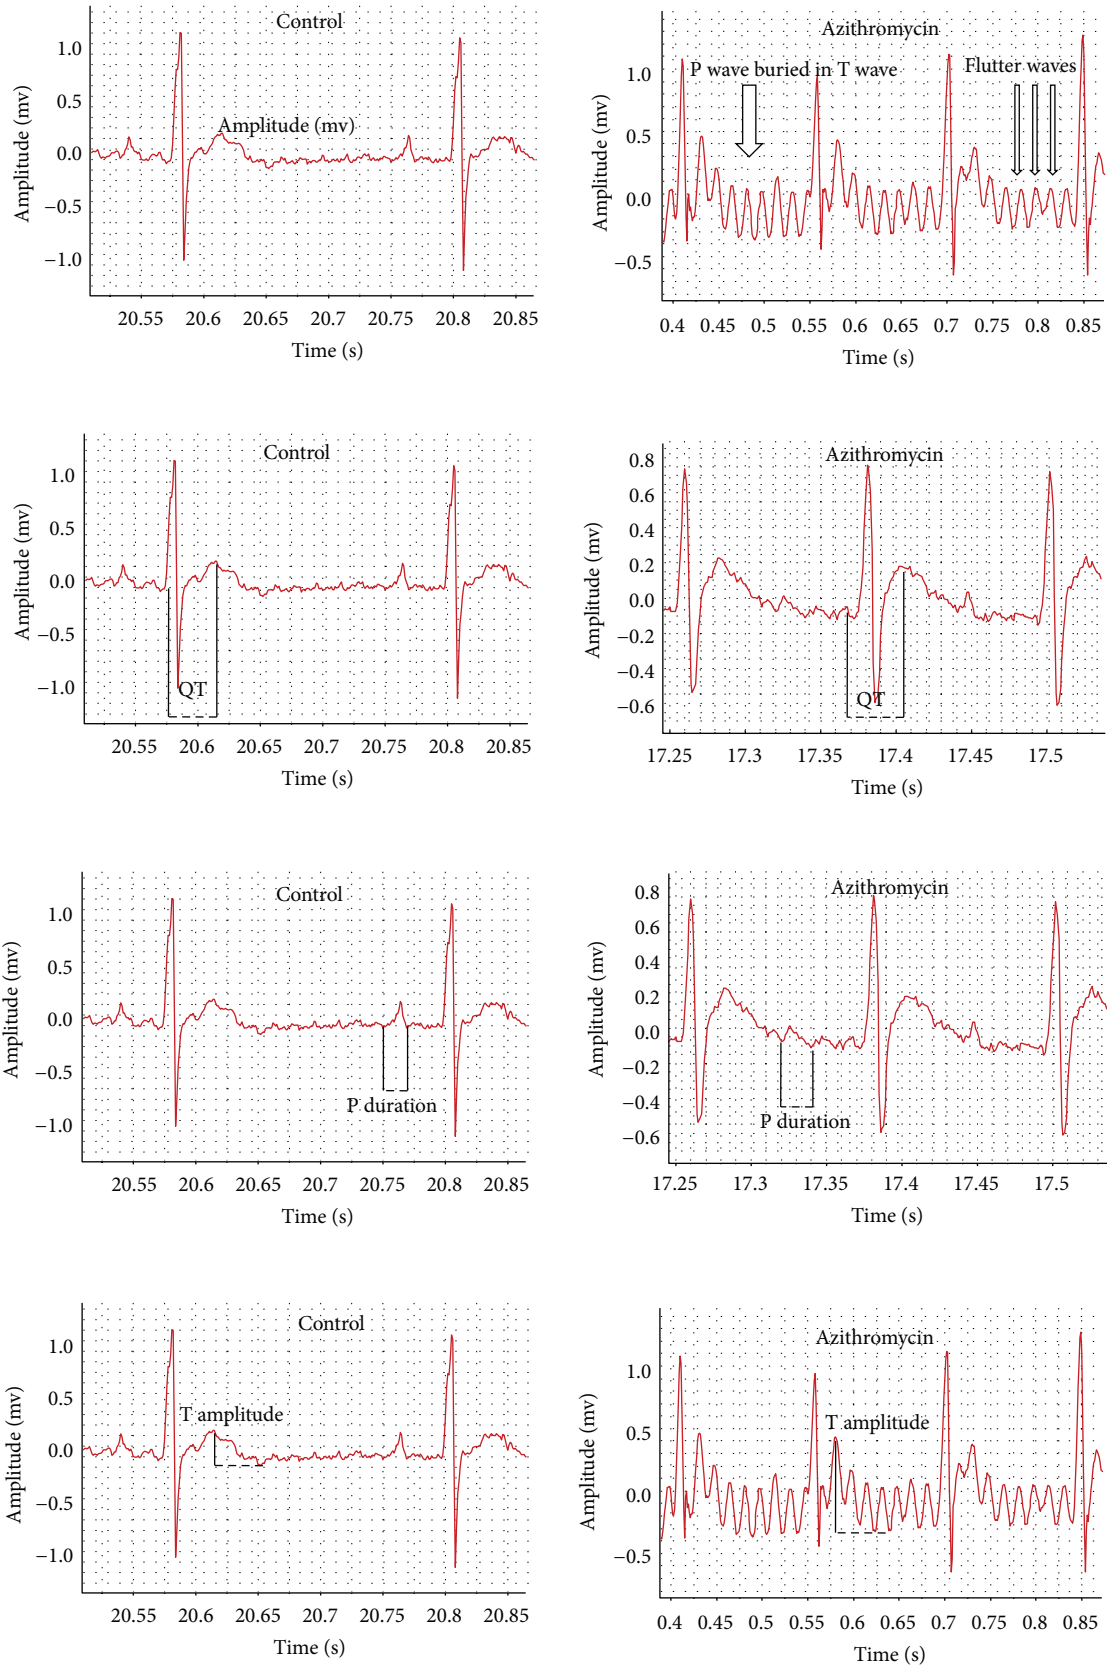 Control
Amplitude (mv)
1.0
0.5
0.0
−0.5
−1.0
Amplitude (mv)
20.55 20.6 20.65 20.7 20.75 20.8 20.85
Time (s)
Azithromycin
P wave buried in T wave
Flutter waves
Amplitude (mv)
1.0
0.5
0.0
−0.5
0.4 0.45 0.5 0.55 0.6 0.65 0.7 0.75 0.8 0.85
Time (s)
Control
Amplitude (mv)
1.0
0.5
0.0
−0.5
−1.0
QT
20.55 20.6 20.65 20.7 20.75 20.8 20.85
Time (s)
Azithromycin
Amplitude (mv)
0.8
0.6
0.4
0.2
0.0
−0.2
−0.4
−0.6
QT
17.25 17.3 17.35 17.4 17.45 17.5
Time (s)
Control
Amplitude (mv)
1.0
0.5
0.0
−0.5
−1.0
P duration
20.55 20.6 20.65 20.7 20.75 20.8 20.85
Time (s)
Azithromycin
Amplitude (mv)
0.8
0.6
0.4
0.2
0.0
−0.2
−0.4
−0.6
P duration
17.25 17.3 17.35 17.4 17.45 17.5
Time (s)
Control
Amplitude (mv)
1.0
0.5
0.0
−0.5
−1.0
T amplitude
20.55 20.6 20.65 20.7 20.75 20.8 20.85
Time (s)
Azithromycin
Amplitude (mv)
1.0
0.5
0.0
−0.5
T amplitude
0.4 0.45 0.5 0.55 0.6 0.65 0.7 0.75 0.8 0.85
Time (s)